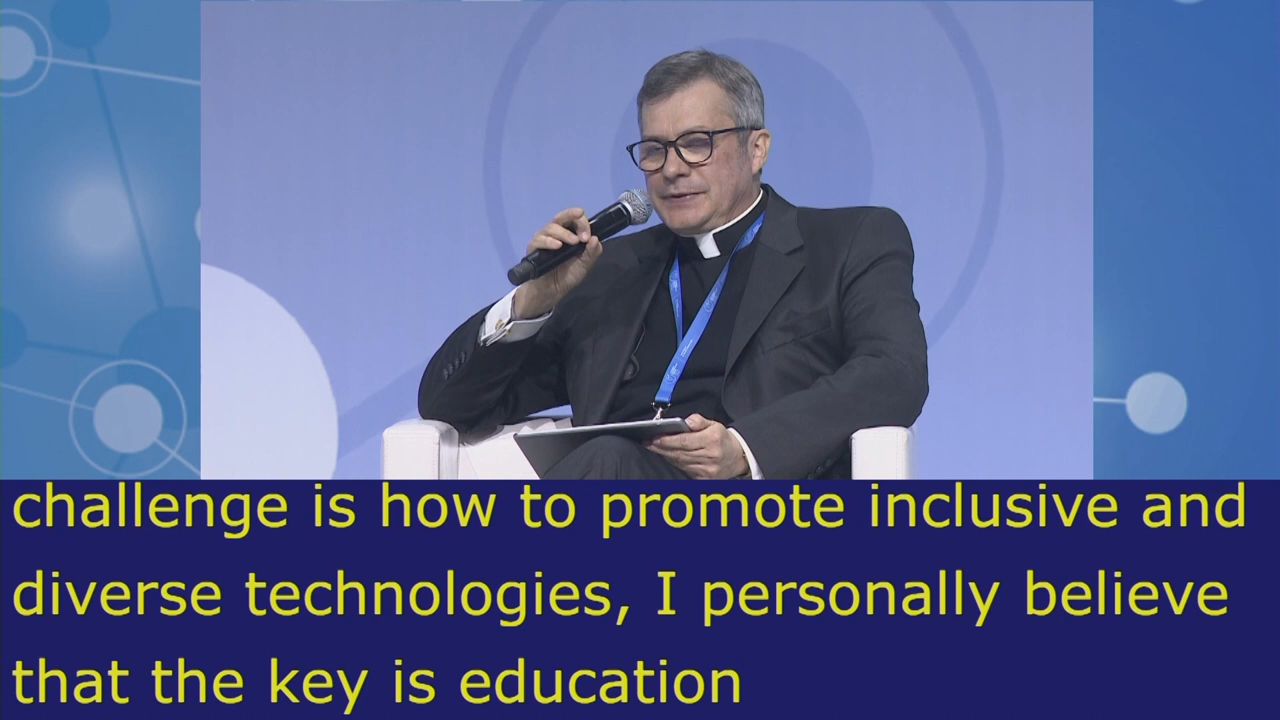 challenge is how to promote inclusive and
diverse technologies, I personally believe
that the key is education